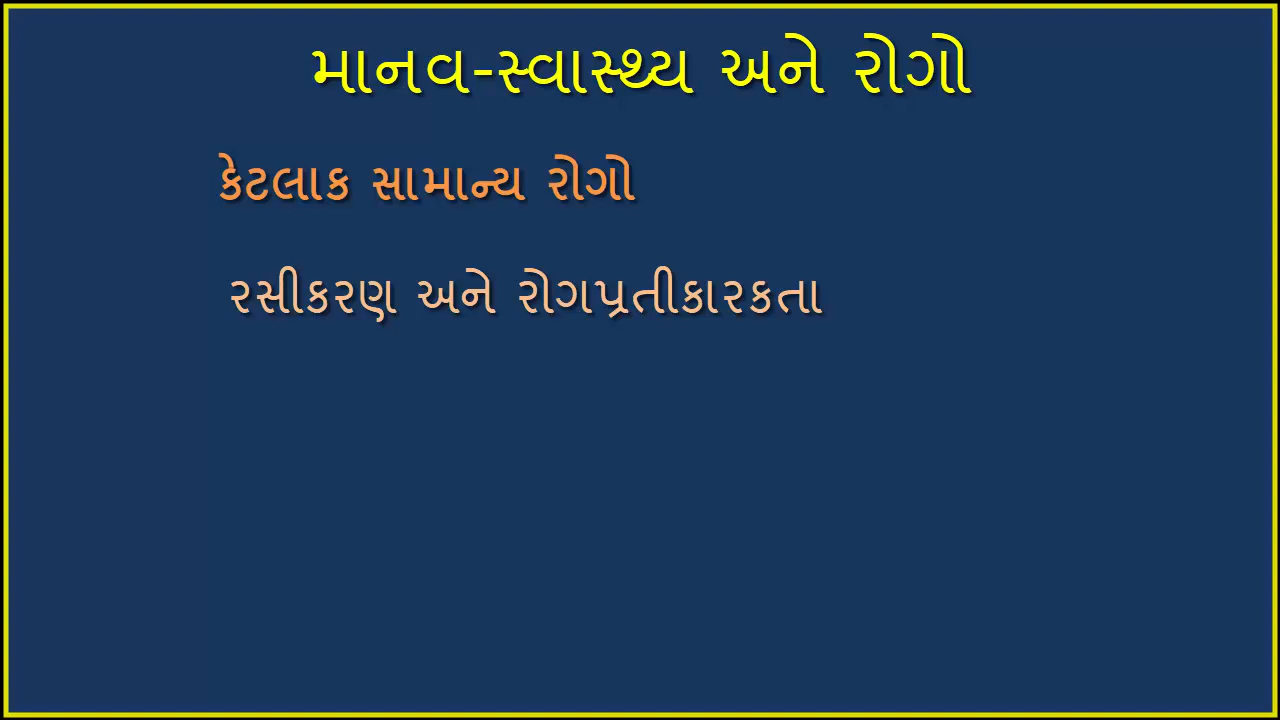 માનવ-સ્વાસ્થ્ય અને રોગો
કેટલાક સામાન્ય રોગો
રસીકરણ અને રોગપ્રતીકારકતા